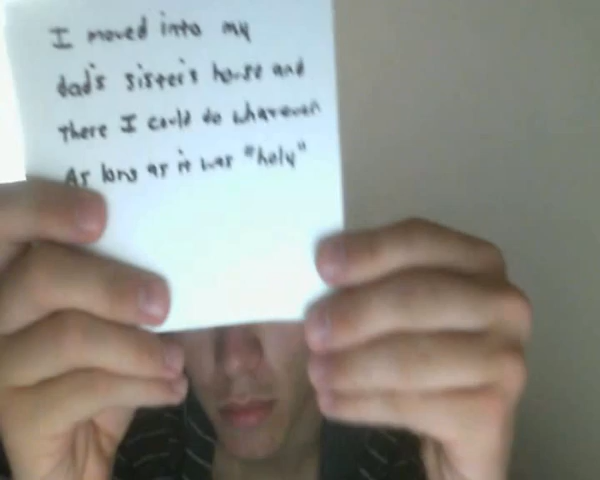 I moved into my
dad's sister's house and
there I could do whatever
As long as it was "holy"